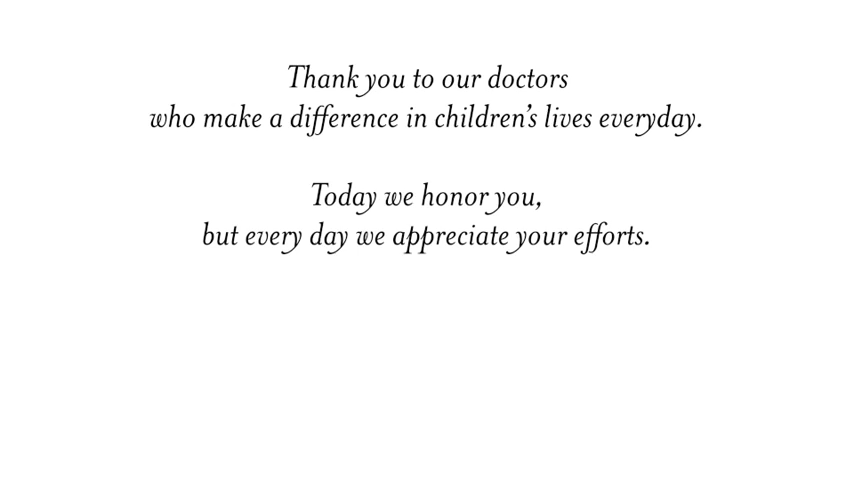 Thank you to our doctors
who make a difference in children’s lives everyday.
Today we honor you,
but every day we appreciate your efforts.